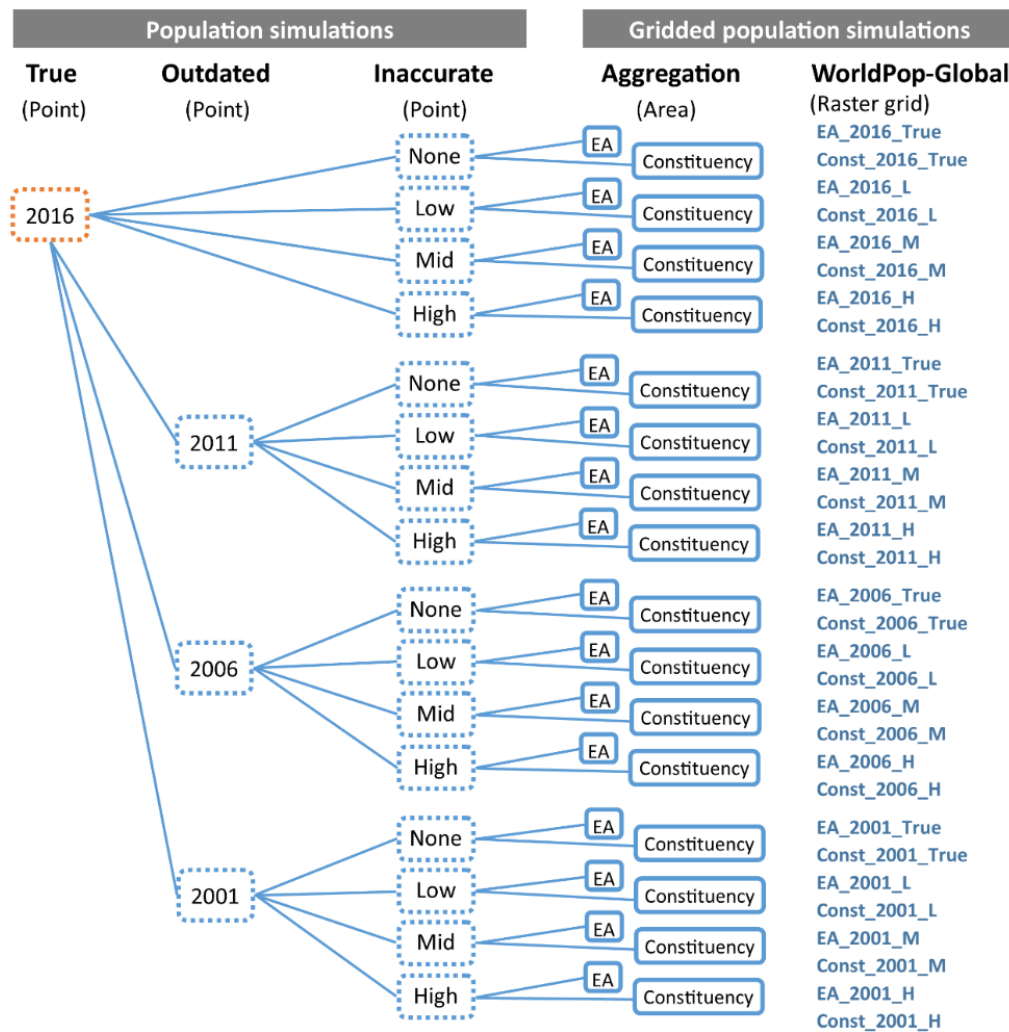 Population simulations
Gridded population simulations
True
Outdated
Inaccurate
Aggregation
WorldPop-Global
(Point)
(Point)
(Point)
(Area)
(Raster grid)
2016
None
EA
Constituency
EA_2016_True
Const_2016_True
Low
EA
Constituency
EA_2016_L
Const_2016_L
Mid
EA
Constituency
EA_2016_M
Const_2016_M
High
EA
Constituency
EA_2016_H
Const_2016_H
2011
None
EA
Constituency
EA_2011_True
Const_2011_True
Low
EA
Constituency
EA_2011_L
Const_2011_L
Mid
EA
Constituency
EA_2011_M
Const_2011_M
High
EA
Constituency
EA_2011_H
Const_2011_H
2006
None
EA
Constituency
EA_2006_True
Const_2006_True
Low
EA
Constituency
EA_2006_L
Const_2006_L
Mid
EA
Constituency
EA_2006_M
Const_2006_M
High
EA
Constituency
EA_2006_H
Const_2006_H
2001
None
EA
Constituency
EA_2001_True
Const_2001_True
Low
EA
Constituency
EA_2001_L
Const_2001_L
Mid
EA
Constituency
EA_2001_M
Const_2001_M
High
EA
Constituency
EA_2001_H
Const_2001_H